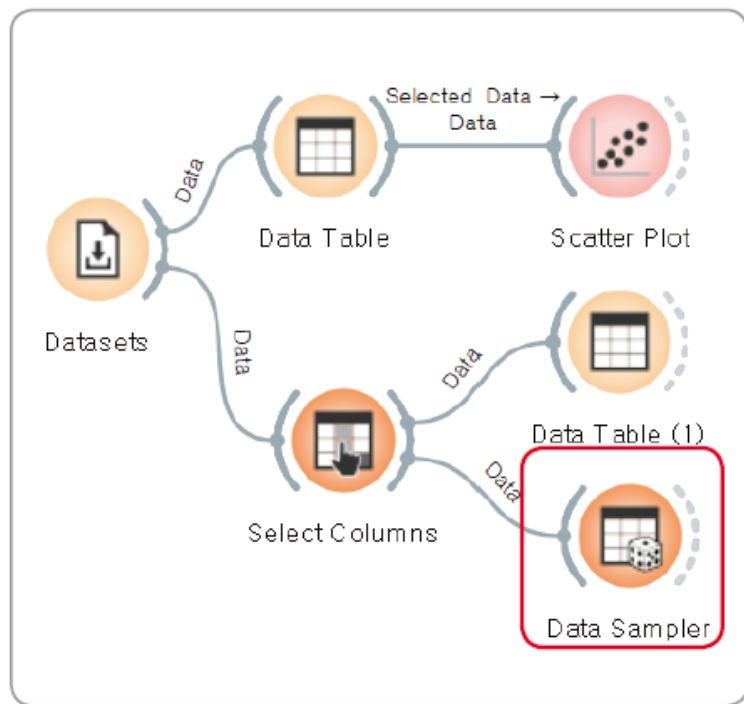 Selected Data →
Data
Data
Data Table
Scatter Plot
Datasets
Data
Data
Data Table (1)
Data
Select Columns
Data Sampler